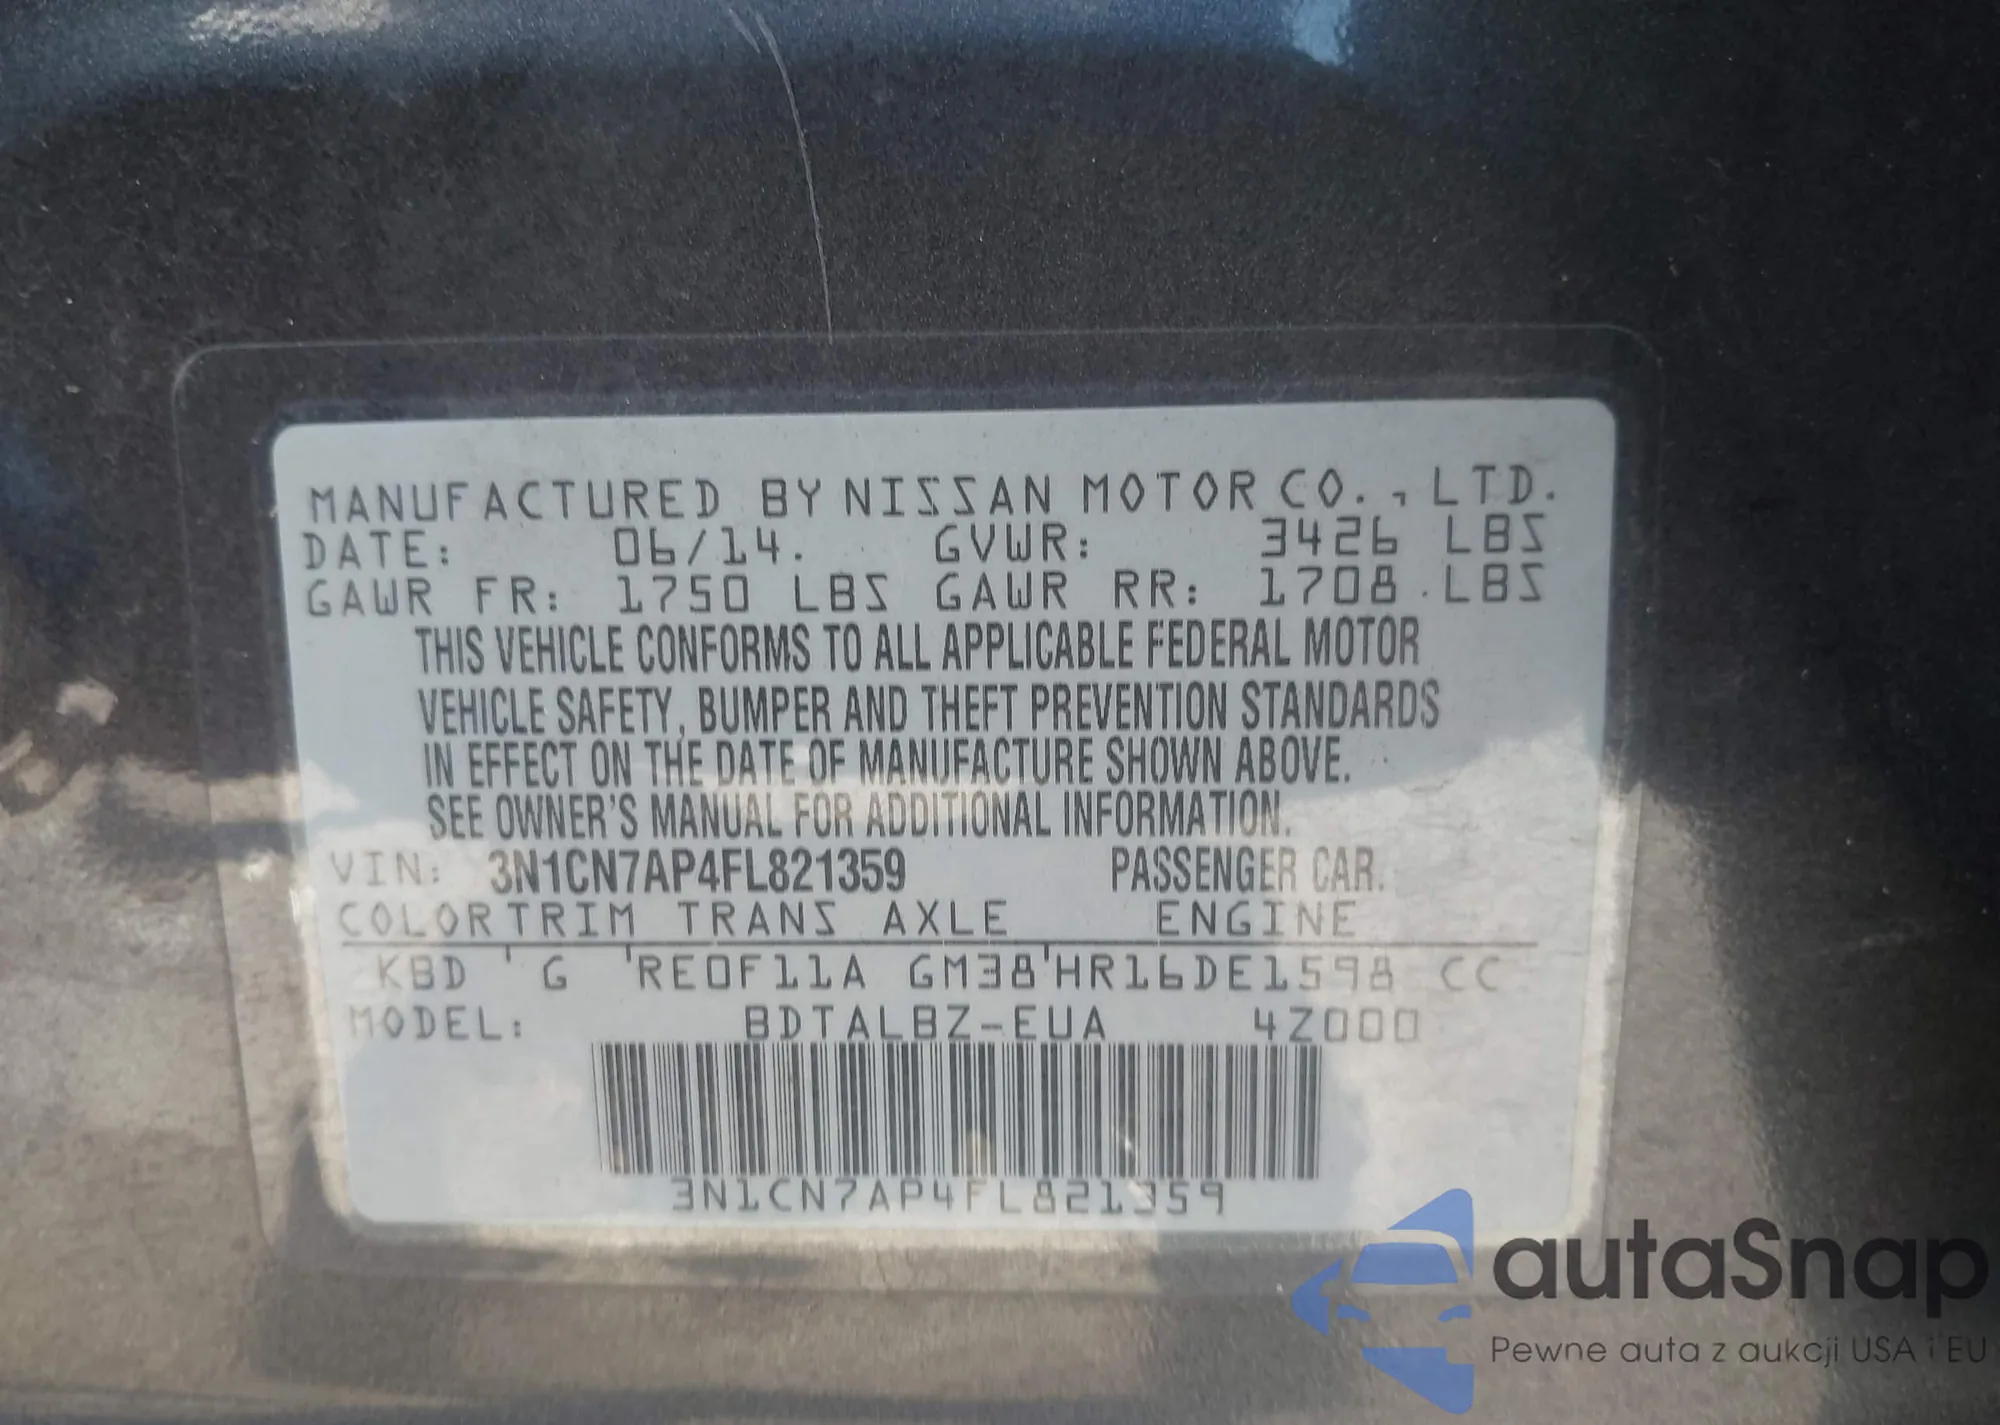 MANUFACTURED BY NISSAN MOTOR CO., LTD.
DATE: 06/14. GVWR: 3426 LBS
GAWR FR: 1750 LBS GAWR RR: 1708 LBS
THIS VEHICLE CONFORMS TO ALL APPLICABLE FEDERAL MOTOR
VEHICLE SAFETY, BUMPER AND THEFT PREVENTION STANDARDS
IN EFFECT ON THE DATE OF MANUFACTURE SHOWN ABOVE.
SEE OWNER'S MANUAL FOR ADDITIONAL INFORMATION.
VIN: 3N1CN7AP4FL821359 PASSENGER CAR.
COLOR TRIM TRANS AXLE ENGINE
KBD ' G 'RE0F11A GM38'HR16DE1598 CC
MODEL: BDTALBZ-EUA 4Z000
3N1CN7AP4FL821359
autaSnap
Pewne auta z aukcji USA i EU